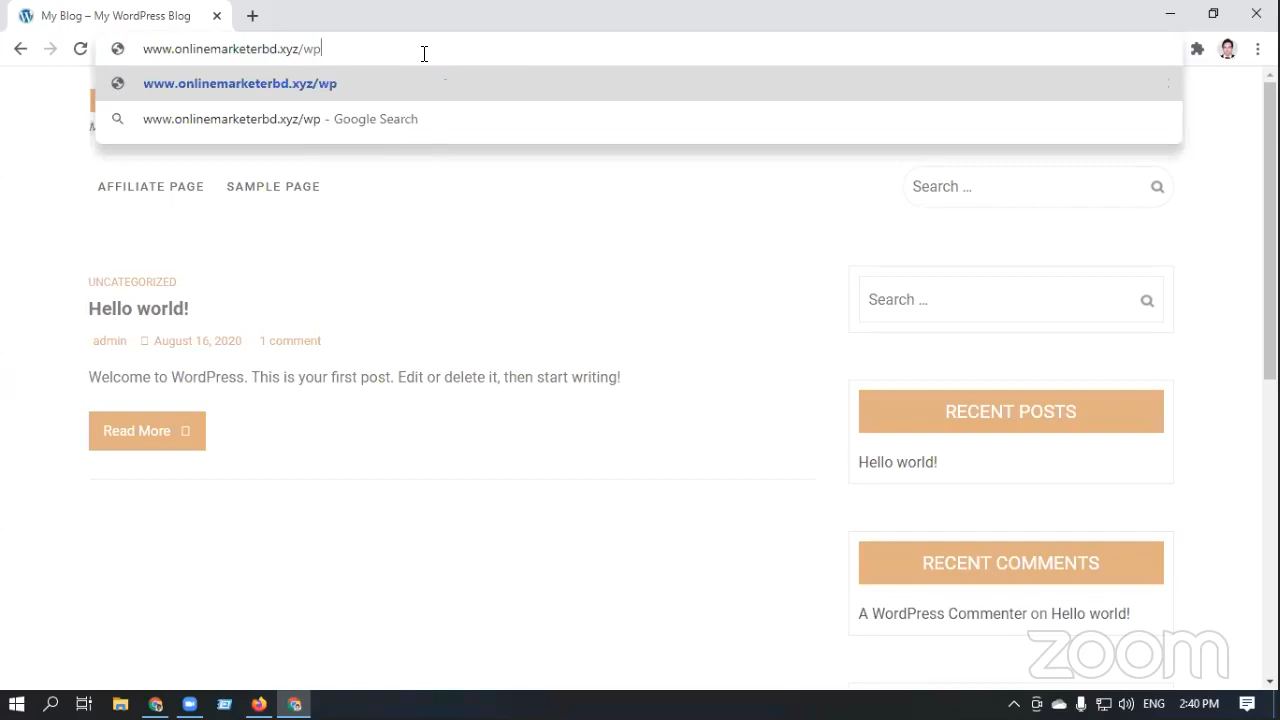 My Blog – My WordPress Blog
www.onlinemarketerbd.xyz/wp
www.onlinemarketerbd.xyz/wp
www.onlinemarketerbd.xyz/wp - Google Search
AFFILIATE PAGE SAMPLE PAGE
Search ...
UNCATEGORIZED
Hello world!
admin August 16, 2020 1 comment
Welcome to WordPress. This is your first post. Edit or delete it, then start writing!
Read More
Search ...
RECENT POSTS
Hello world!
RECENT COMMENTS
A WordPress Commenter on Hello world!
zoom
ENG 2:40 PM